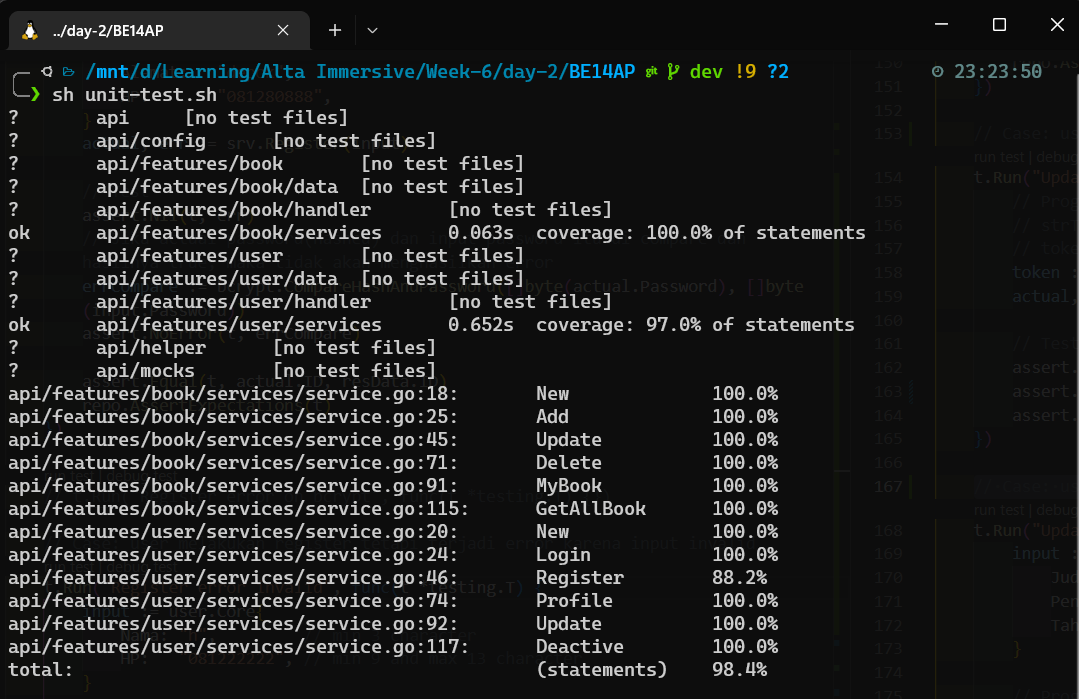 ../day-2/BE14AP
/mnt/d/Learning/Alta Immersive/Week-6/day-2/BE14AP dev !9 ?2 23:23:50
❯ sh unit-test.sh
? api [no test files]
? api/config [no test files]
? api/features/book [no test files]
? api/features/book/data [no test files]
? api/features/book/handler [no test files]
ok api/features/book/services 0.063s coverage: 100.0% of statements
? api/features/user [no test files]
? api/features/user/data [no test files]
? api/features/user/handler [no test files]
ok api/features/user/services 0.652s coverage: 97.0% of statements
? api/helper [no test files]
? api/mocks [no test files]
api/features/book/services/service.go:18: New 100.0%
api/features/book/services/service.go:25: Add 100.0%
api/features/book/services/service.go:45: Update 100.0%
api/features/book/services/service.go:71: Delete 100.0%
api/features/book/services/service.go:91: MyBook 100.0%
api/features/book/services/service.go:115: GetAllBook 100.0%
api/features/user/services/service.go:20: New 100.0%
api/features/user/services/service.go:24: Login 100.0%
api/features/user/services/service.go:46: Register 88.2%
api/features/user/services/service.go:74: Profile 100.0%
api/features/user/services/service.go:92: Update 100.0%
api/features/user/services/service.go:117: Deactive 100.0%
total: (statements) 98.4%